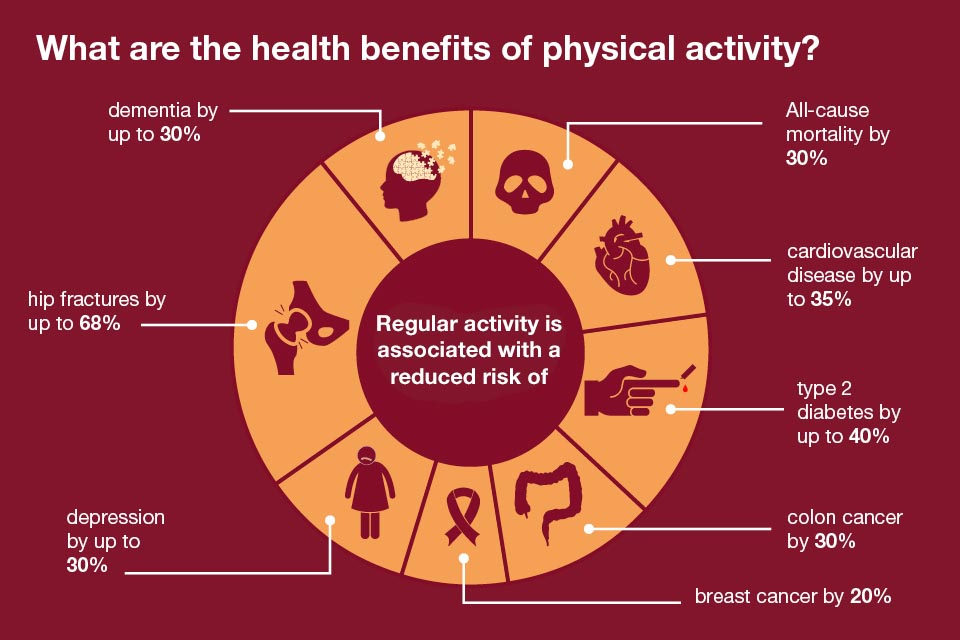 What are the health benefits of physical activity?
dementia by
up to 30%
All-cause
mortality by
30%
cardiovascular
disease by up
to 35%
hip fractures by
up to 68%
Regular activity is
associated with a
reduced risk of
type 2
diabetes by
up to 40%
depression
by up to
30%
colon cancer
by 30%
breast cancer by 20%